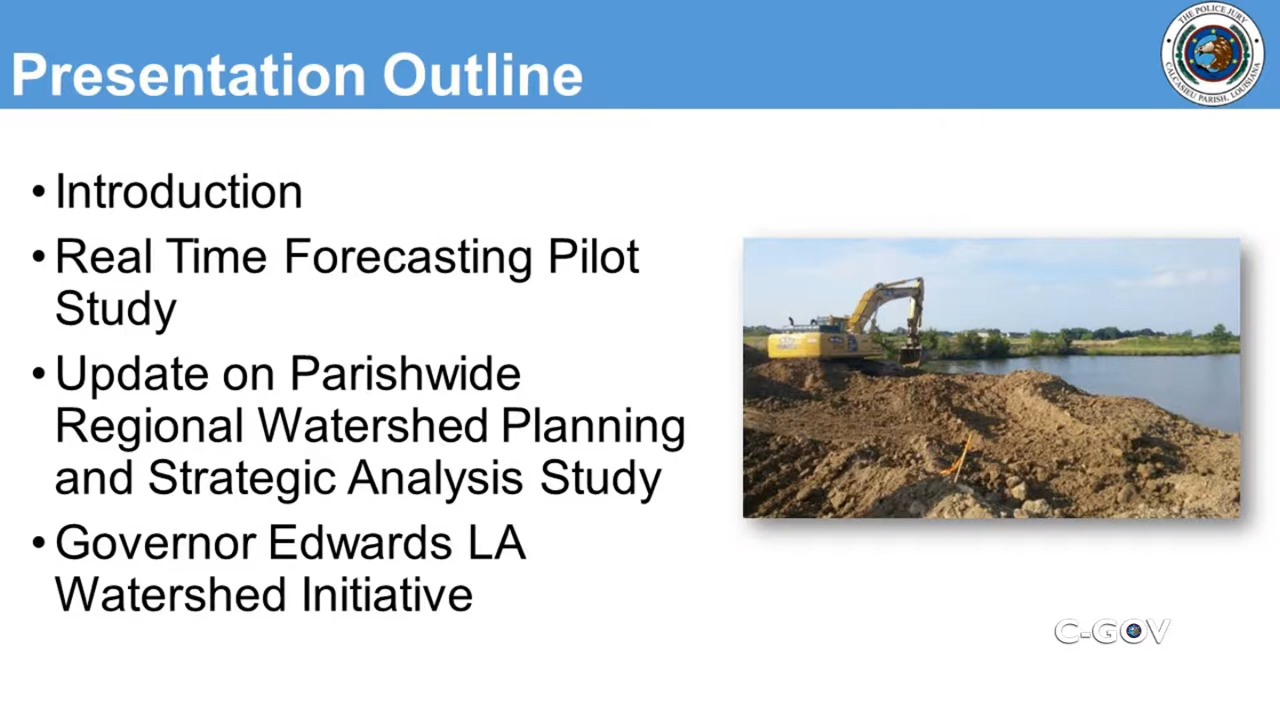 Presentation Outline
THE POLICE JURY
CALCASIEU PARISH, LOUISIANA
• Introduction
• Real Time Forecasting Pilot
Study
• Update on Parishwide
Regional Watershed Planning
and Strategic Analysis Study
• Governor Edwards LA
Watershed Initiative
C-GOV